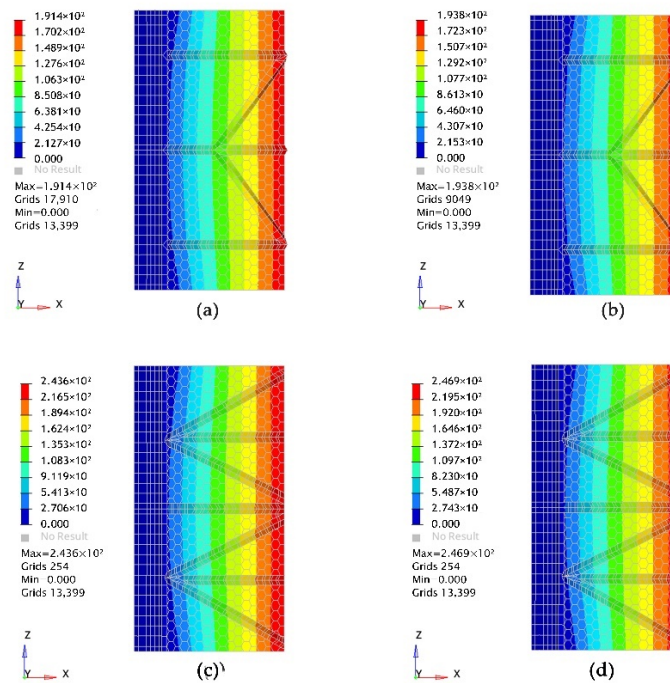 1.914×10²
1.702×10²
1.489×10²
1.276×10²
1.063×10²
8.508×10
6.381×10
4.254×10
2.127×10
0.000
No Result
Max=1.914×10²
Grids 17,910
Min=0.000
Grids 13,399
Z
Y
X
(a)
1.938×10²
1.723×10²
1.507×10²
1.292×10²
1.077×10²
8.613×10
6.460×10
4.307×10
2.153×10
0.000
No Result
Max=1.938×10²
Grids 9049
Min=0.000
Grids 13,399
Z
Y
X
(b)
2.436×10²
2.165×10²
1.894×10²
1.624×10²
1.353×10²
1.083×10²
9.119×10
5.413×10
2.706×10
0.000
No Result
Max=2.436×10²
Grids 254
Min=0.000
Grids 13,399
Z
Y
X
(c)
2.469×10²
2.195×10²
1.920×10²
1.646×10²
1.372×10²
1.097×10²
8.230×10
5.487×10
2.743×10
0.000
No Result
Max=2.469×10²
Grids 254
Min=0.000
Grids 13,399
Z
Y
X
(d)